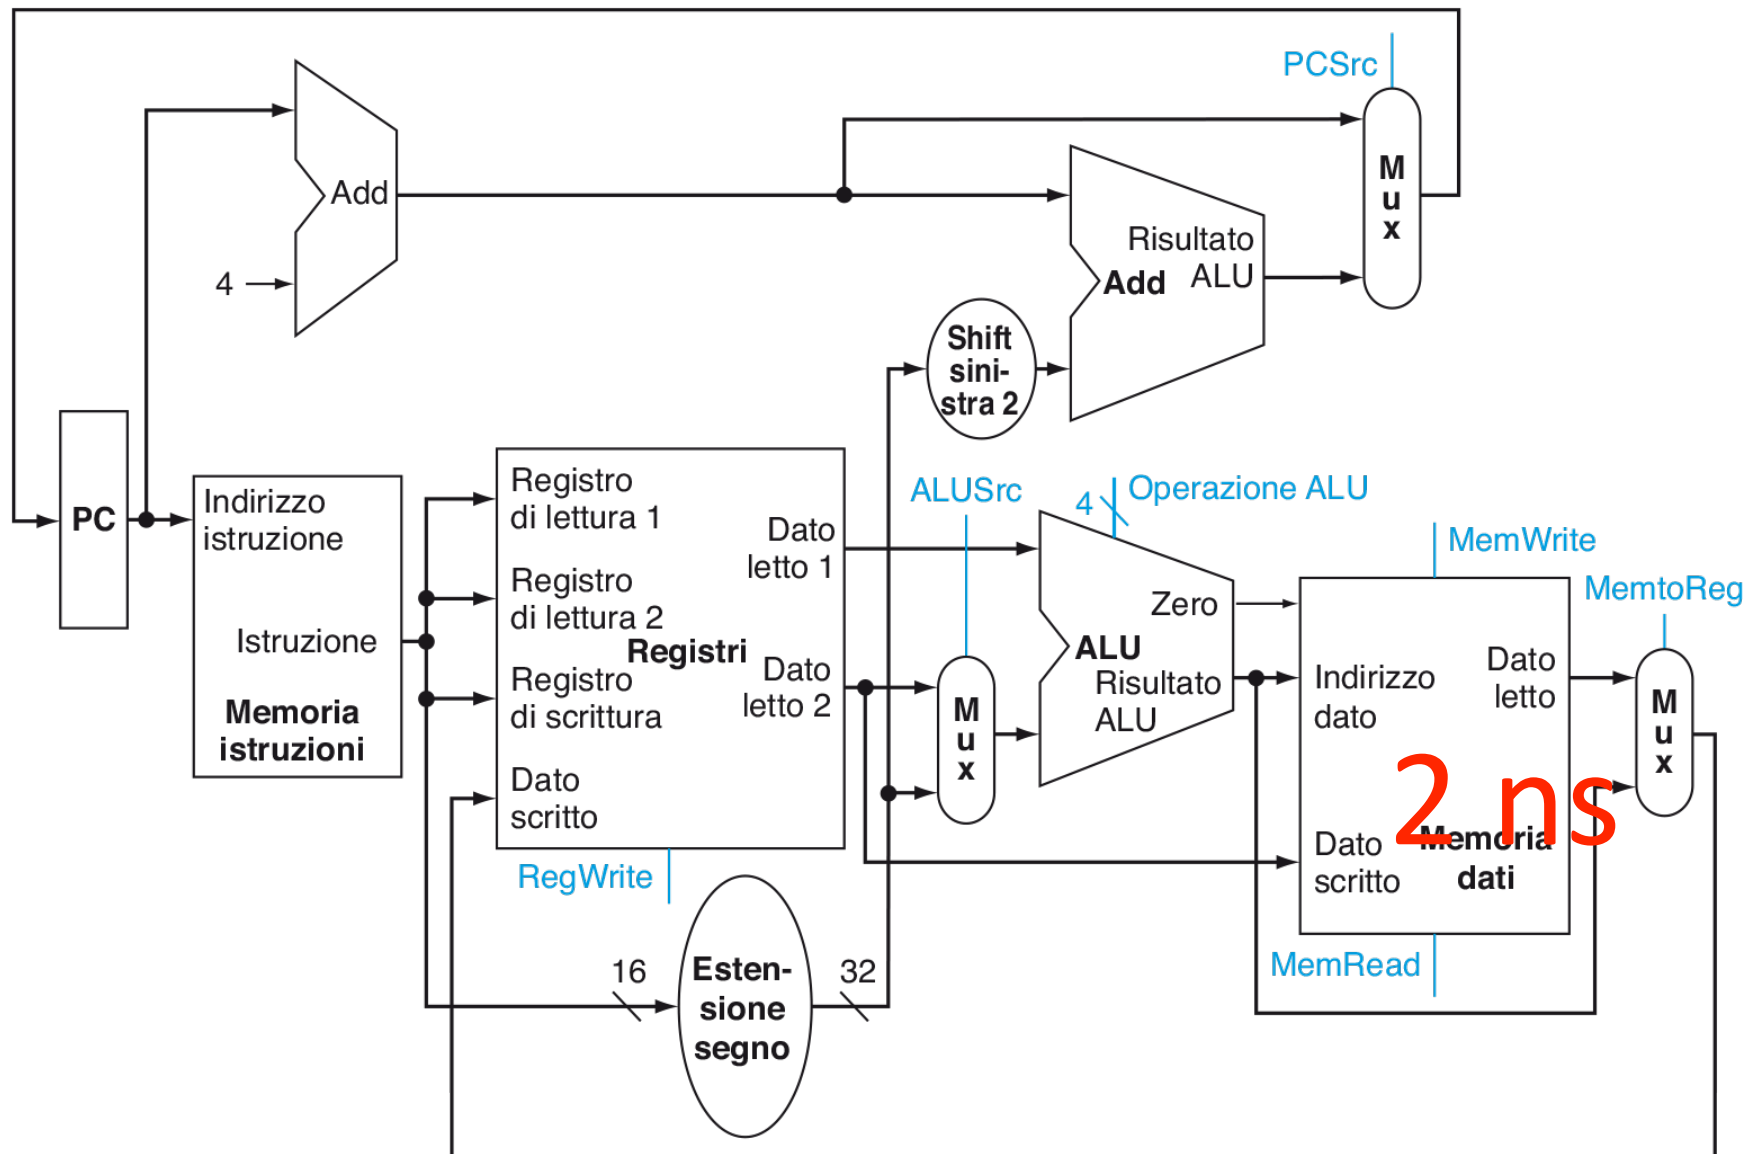 PCSrc
Add
4
M
u
x
Risultato
ALU
Add
Shift
sini-
stra 2
PC
Indirizzo
istruzione
Istruzione
Memoria
istruzioni
Registro
di lettura 1
Registro
di lettura 2
Registri
Registro
di scrittura
Dato
scritto
Dato
letto 1
Dato
letto 2
RegWrite
16
Esten-
sione
segno
32
ALUSrc
M
u
x
4
Operazione ALU
Zero
ALU
Risultato
ALU
MemWrite
MemtoReg
Indirizzo
dato
Dato
letto
2 ns
Dato
scritto
Memoria
dati
MemRead
M
u
x